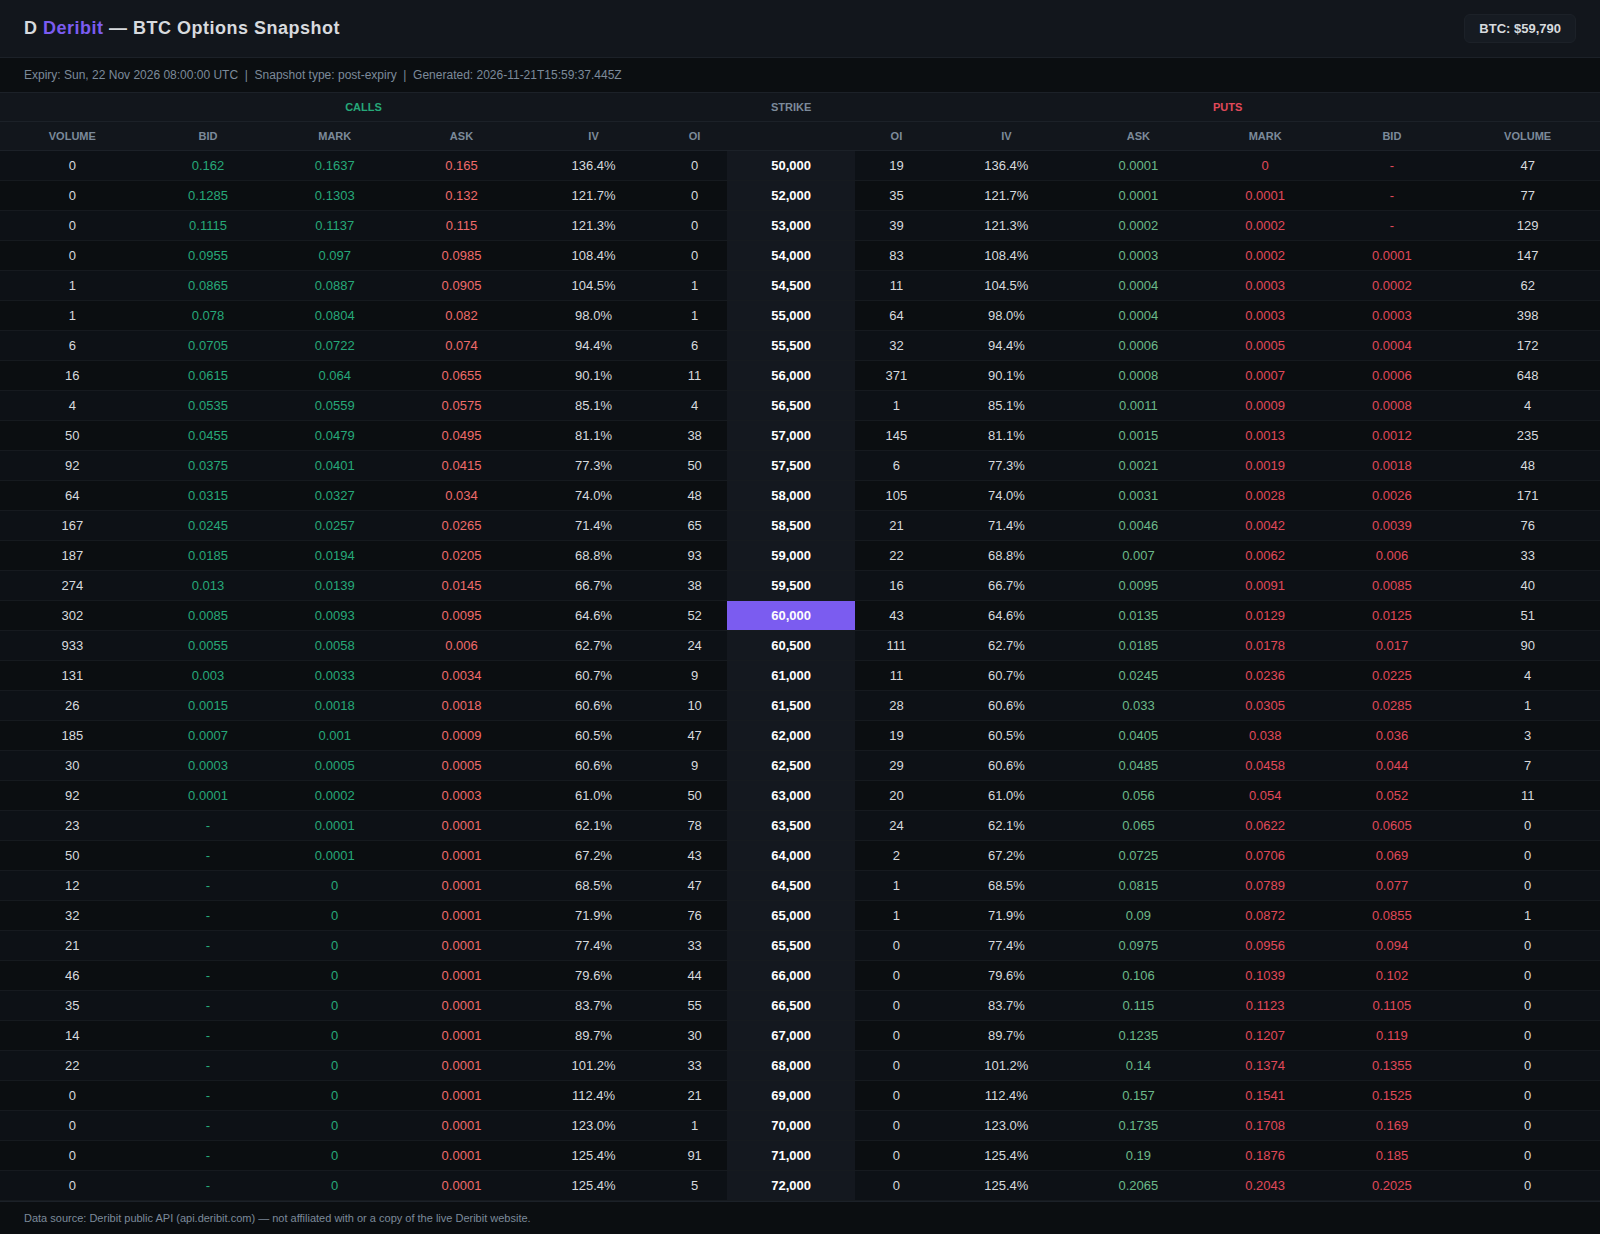 D Deribit — BTC Options Snapshot
BTC: $59,790
Expiry: Sun, 22 Nov 2026 08:00:00 UTC | Snapshot type: post-expiry | Generated: 2026-11-21T15:59:37.445Z
CALLS STRIKE PUTS
VOLUME BID MARK ASK IV OI OI IV ASK MARK BID VOLUME
0 0.162 0.1637 0.165 136.4% 0 50,000 19 136.4% 0.0001 0 - 47
0 0.1285 0.1303 0.132 121.7% 0 52,000 35 121.7% 0.0001 0.0001 - 77
0 0.1115 0.1137 0.115 121.3% 0 53,000 39 121.3% 0.0002 0.0002 - 129
0 0.0955 0.097 0.0985 108.4% 0 54,000 83 108.4% 0.0003 0.0002 0.0001 147
1 0.0865 0.0887 0.0905 104.5% 1 54,500 11 104.5% 0.0004 0.0003 0.0002 62
1 0.078 0.0804 0.082 98.0% 1 55,000 64 98.0% 0.0004 0.0003 0.0003 398
6 0.0705 0.0722 0.074 94.4% 6 55,500 32 94.4% 0.0006 0.0005 0.0004 172
16 0.0615 0.064 0.0655 90.1% 11 56,000 371 90.1% 0.0008 0.0007 0.0006 648
4 0.0535 0.0559 0.0575 85.1% 4 56,500 1 85.1% 0.0011 0.0009 0.0008 4
50 0.0455 0.0479 0.0495 81.1% 38 57,000 145 81.1% 0.0015 0.0013 0.0012 235
92 0.0375 0.0401 0.0415 77.3% 50 57,500 6 77.3% 0.0021 0.0019 0.0018 48
64 0.0315 0.0327 0.034 74.0% 48 58,000 105 74.0% 0.0031 0.0028 0.0026 171
167 0.0245 0.0257 0.0265 71.4% 65 58,500 21 71.4% 0.0046 0.0042 0.0039 76
187 0.0185 0.0194 0.0205 68.8% 93 59,000 22 68.8% 0.007 0.0062 0.006 33
274 0.013 0.0139 0.0145 66.7% 38 59,500 16 66.7% 0.0095 0.0091 0.0085 40
302 0.0085 0.0093 0.0095 64.6% 52 60,000 43 64.6% 0.0135 0.0129 0.0125 51
933 0.0055 0.0058 0.006 62.7% 24 60,500 111 62.7% 0.0185 0.0178 0.017 90
131 0.003 0.0033 0.0034 60.7% 9 61,000 11 60.7% 0.0245 0.0236 0.0225 4
26 0.0015 0.0018 0.0018 60.6% 10 61,500 28 60.6% 0.033 0.0305 0.0285 1
185 0.0007 0.001 0.0009 60.5% 47 62,000 19 60.5% 0.0405 0.038 0.036 3
30 0.0003 0.0005 0.0005 60.6% 9 62,500 29 60.6% 0.0485 0.0458 0.044 7
92 0.0001 0.0002 0.0003 61.0% 50 63,000 20 61.0% 0.056 0.054 0.052 11
23 - 0.0001 0.0001 62.1% 78 63,500 24 62.1% 0.065 0.0622 0.0605 0
50 - 0.0001 0.0001 67.2% 43 64,000 2 67.2% 0.0725 0.0706 0.069 0
12 - 0 0.0001 68.5% 47 64,500 1 68.5% 0.0815 0.0789 0.077 0
32 - 0 0.0001 71.9% 76 65,000 1 71.9% 0.09 0.0872 0.0855 1
21 - 0 0.0001 77.4% 33 65,500 0 77.4% 0.0975 0.0956 0.094 0
46 - 0 0.0001 79.6% 44 66,000 0 79.6% 0.106 0.1039 0.102 0
35 - 0 0.0001 83.7% 55 66,500 0 83.7% 0.115 0.1123 0.1105 0
14 - 0 0.0001 89.7% 30 67,000 0 89.7% 0.1235 0.1207 0.119 0
22 - 0 0.0001 101.2% 33 68,000 0 101.2% 0.14 0.1374 0.1355 0
0 - 0 0.0001 112.4% 21 69,000 0 112.4% 0.157 0.1541 0.1525 0
0 - 0 0.0001 123.0% 1 70,000 0 123.0% 0.1735 0.1708 0.169 0
0 - 0 0.0001 125.4% 91 71,000 0 125.4% 0.19 0.1876 0.185 0
0 - 0 0.0001 125.4% 5 72,000 0 125.4% 0.2065 0.2043 0.2025 0
Data source: Deribit public API (api.deribit.com) — not affiliated with or a copy of the live Deribit website.